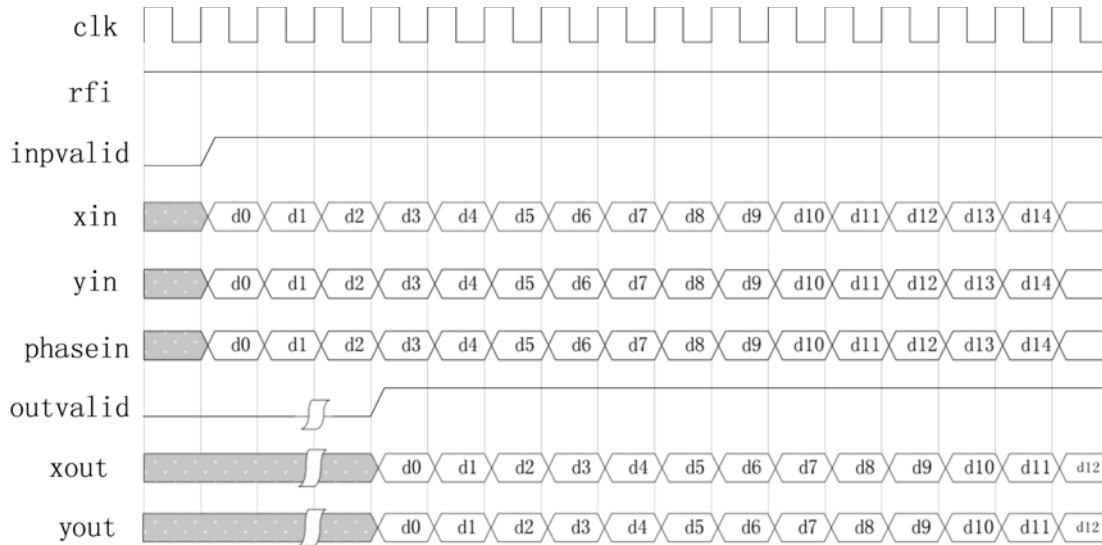 clk
rfi
inpvalid
xin d0 d1 d2 d3 d4 d5 d6 d7 d8 d9 d10 d11 d12 d13 d14
yin d0 d1 d2 d3 d4 d5 d6 d7 d8 d9 d10 d11 d12 d13 d14
phasein d0 d1 d2 d3 d4 d5 d6 d7 d8 d9 d10 d11 d12 d13 d14
outvalid
xout d0 d1 d2 d3 d4 d5 d6 d7 d8 d9 d10 d11 d12
yout d0 d1 d2 d3 d4 d5 d6 d7 d8 d9 d10 d11 d12